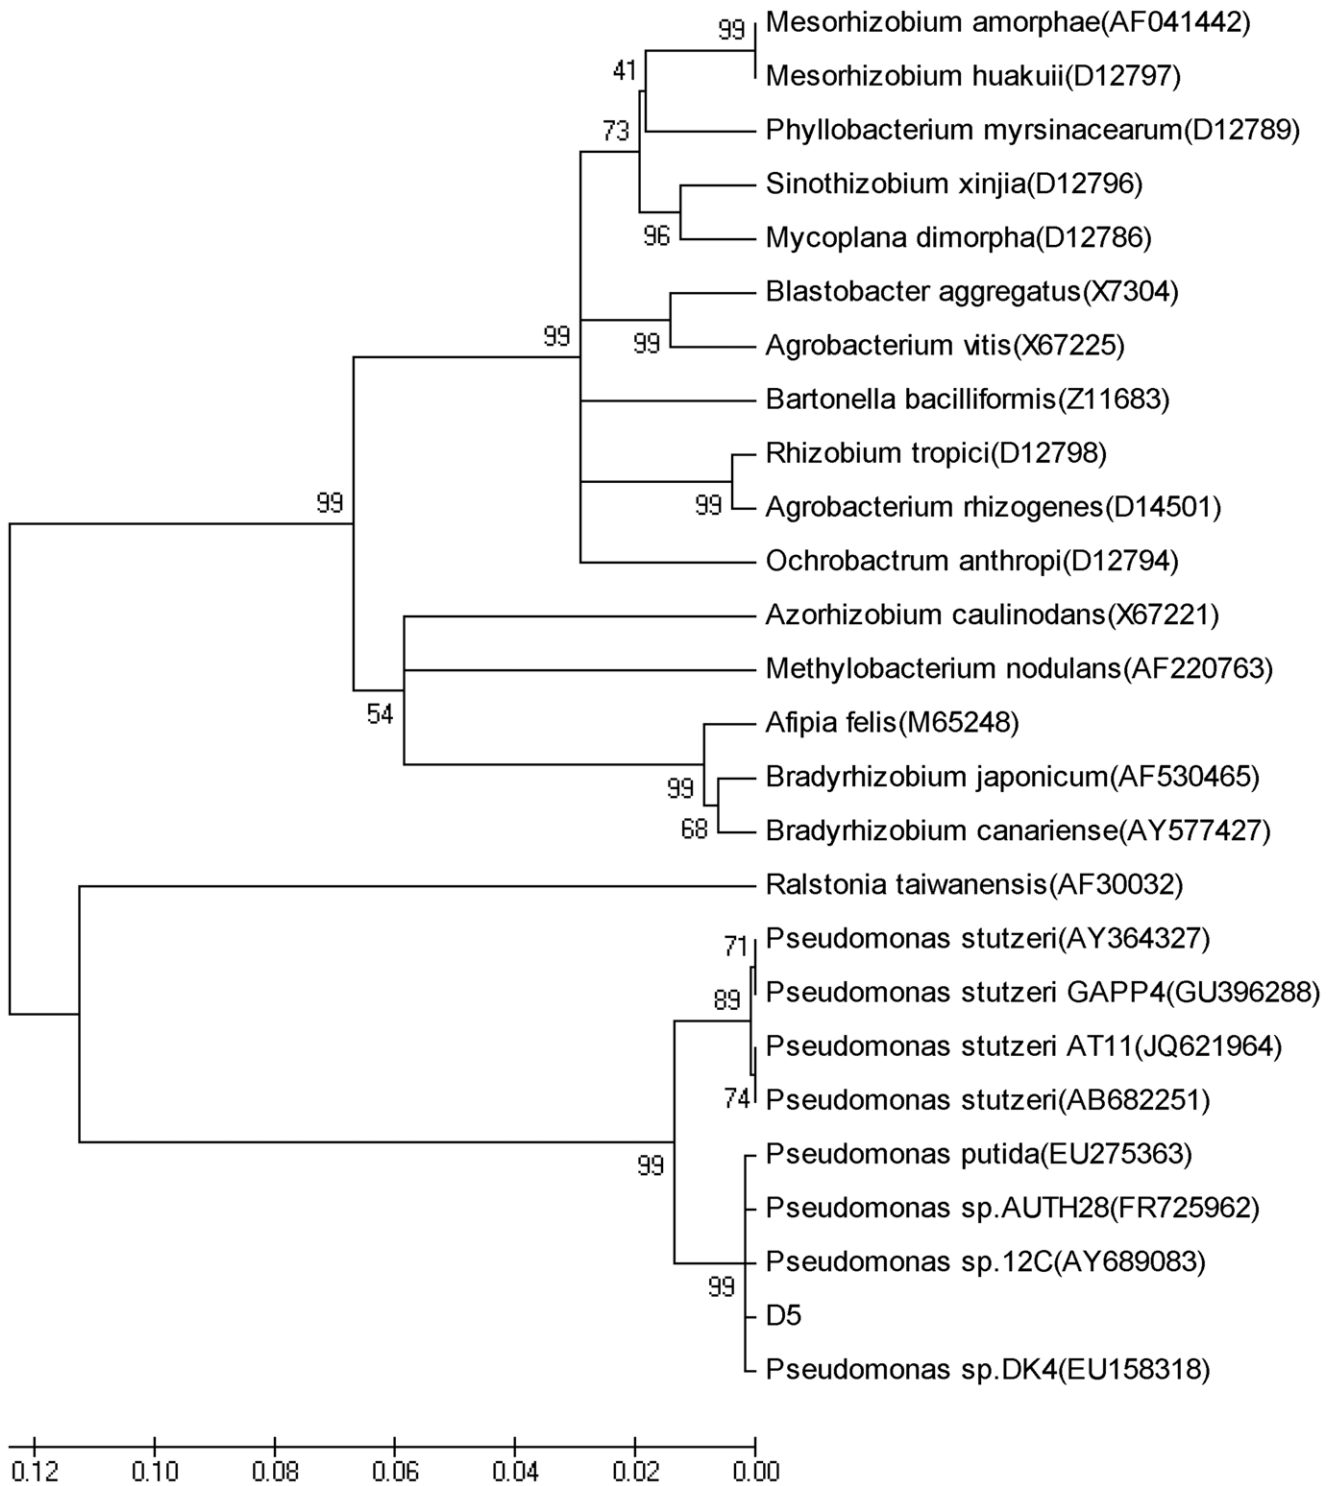 99
Mesorhizobium amorphae(AF041442)
Mesorhizobium huakuii(D12797)
41
Phyllobacterium myrsinacearum(D12789)
73
Sinothizobium xinjia(D12796)
96
Mycoplana dimorpha(D12786)
Blastobacter aggregatus(X7304)
99
99
Agrobacterium vitis(X67225)
Bartonella bacilliformis(Z11683)
Rhizobium tropici(D12798)
99
99
Agrobacterium rhizogenes(D14501)
Ochrobactrum anthropi(D12794)
Azorhizobium caulinodans(X67221)
Methylobacterium nodulans(AF220763)
54
Afipia felis(M65248)
99
Bradyrhizobium japonicum(AF530465)
68
Bradyrhizobium canariense(AY577427)
Ralstonia taiwanensis(AF30032)
71
Pseudomonas stutzeri(AY364327)
89
Pseudomonas stutzeri GAPP4(GU396288)
Pseudomonas stutzeri AT11(JQ621964)
74
Pseudomonas stutzeri(AB682251)
99
Pseudomonas putida(EU275363)
Pseudomonas sp.AUTH28(FR725962)
Pseudomonas sp.12C(AY689083)
99
D5
Pseudomonas sp.DK4(EU158318)
0.12 0.10 0.08 0.06 0.04 0.02 0.00